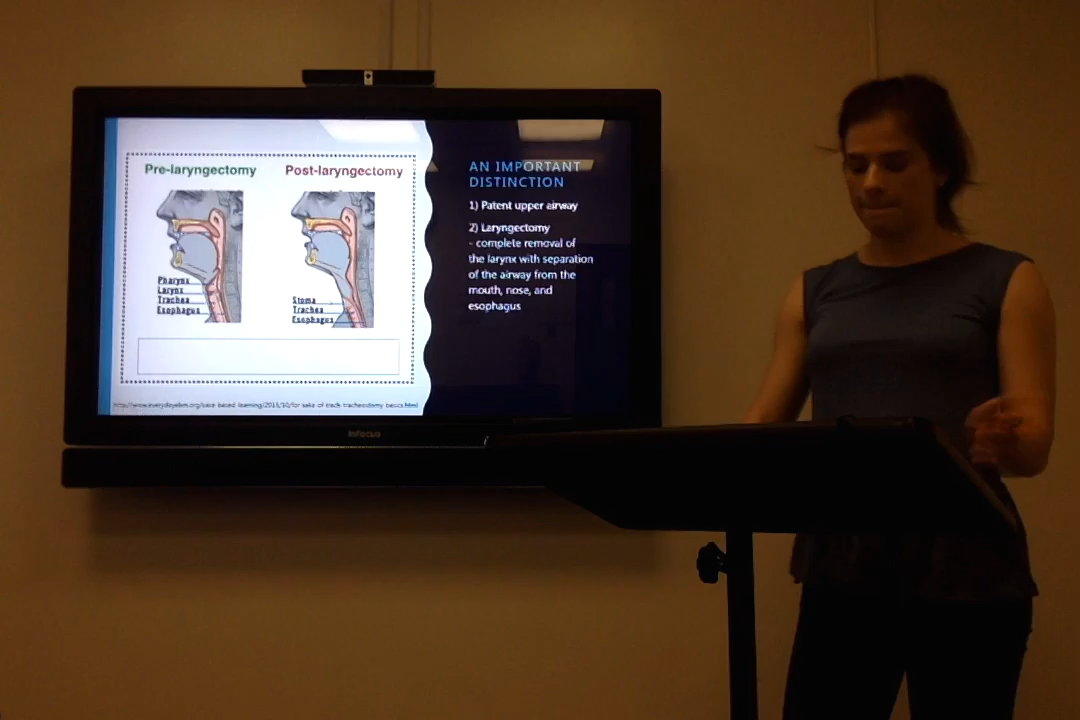 Pre-laryngectomy
Post-laryngectomy
Pharynx
Larynx
Trachea
Esophagus
Stoma
Trachea
Esophagus
AN IMPORTANT
DISTINCTION
1) Patent upper airway
2) Laryngectomy
- complete removal of
the larynx with separation
of the airway from the
mouth, nose, and
esophagus
InFocus